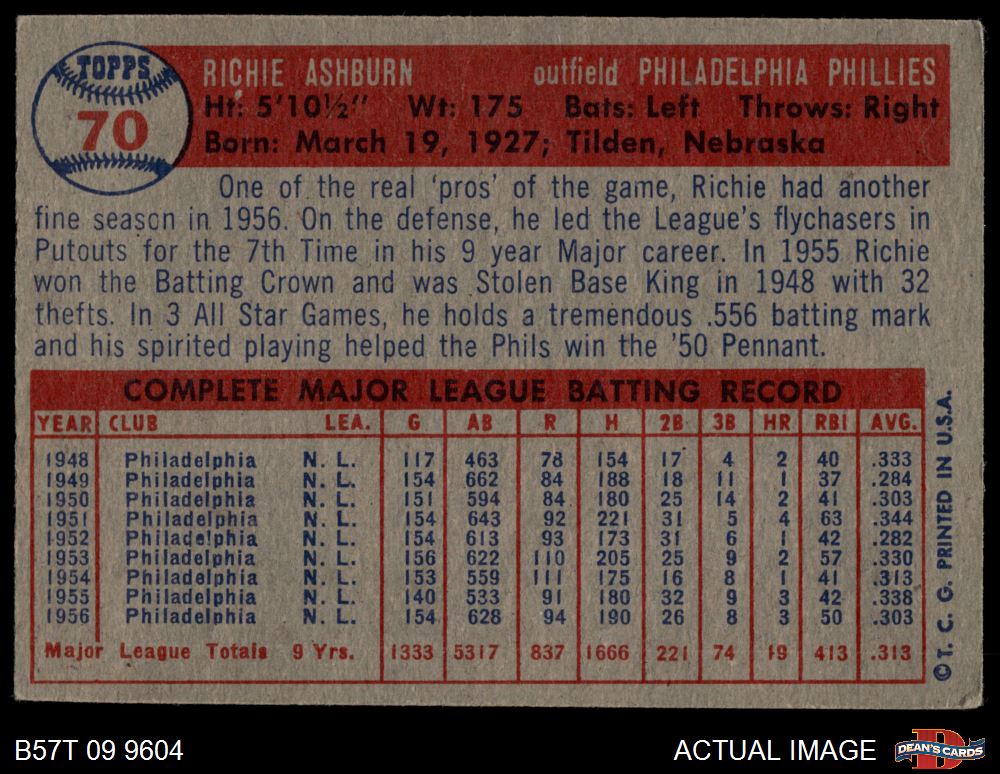 TOPPS
70
RICHIE ASHBURN outfield PHILADELPHIA PHILLIES
Ht: 5'10½" Wt: 175 Bats: Left Throws: Right
Born: March 19, 1927; Tilden, Nebraska
One of the real 'pros' of the game, Richie had another
fine season in 1956. On the defense, he led the League's flychasers in
Putouts for the 7th Time in his 9 year Major career. In 1955 Richie
won the Batting Crown and was Stolen Base King in 1948 with 32
thefts. In 3 All Star Games, he holds a tremendous .556 batting mark
and his spirited playing helped the Phils win the '50 Pennant.
COMPLETE MAJOR LEAGUE BATTING RECORD
YEAR CLUB LEA. G AB R H 2B 3B HR RBI AVG.
1948 Philadelphia N. L. 117 463 78 154 17 4 2 40 .333
1949 Philadelphia N. L. 154 662 84 188 18 11 1 37 .284
1950 Philadelphia N. L. 151 594 84 180 25 14 2 41 .303
1951 Philadelphia N. L. 154 643 92 221 31 5 4 63 .344
1952 Philadelphia N. L. 154 613 93 173 31 6 1 42 .282
1953 Philadelphia N. L. 156 622 110 205 25 9 2 57 .330
1954 Philadelphia N. L. 153 559 111 175 16 8 1 41 .313
1955 Philadelphia N. L. 140 533 91 180 32 9 3 42 .338
1956 Philadelphia N. L. 154 628 94 190 26 8 3 50 .303
Major League Totals 9 Yrs. 1333 5317 837 1666 221 74 19 413 .313
© T. C. G. PRINTED IN U.S.A.
B57T 09 9604 ACTUAL IMAGE
DEAN'S CARDS